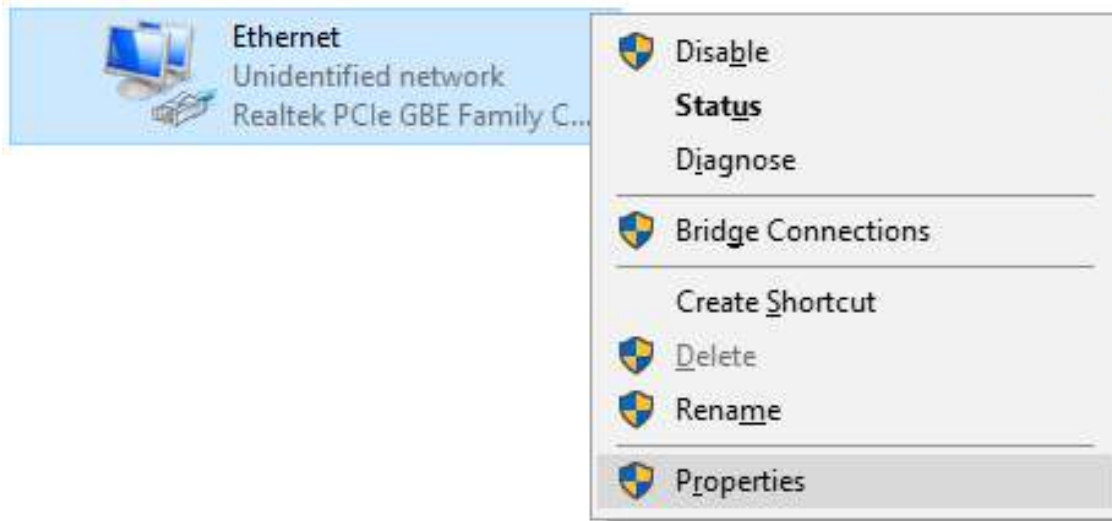 Ethernet
Unidentified network
Realtek PCIe GBE Family C...
Disable
Status
Diagnose
Bridge Connections
Create Shortcut
Delete
Rename
Properties